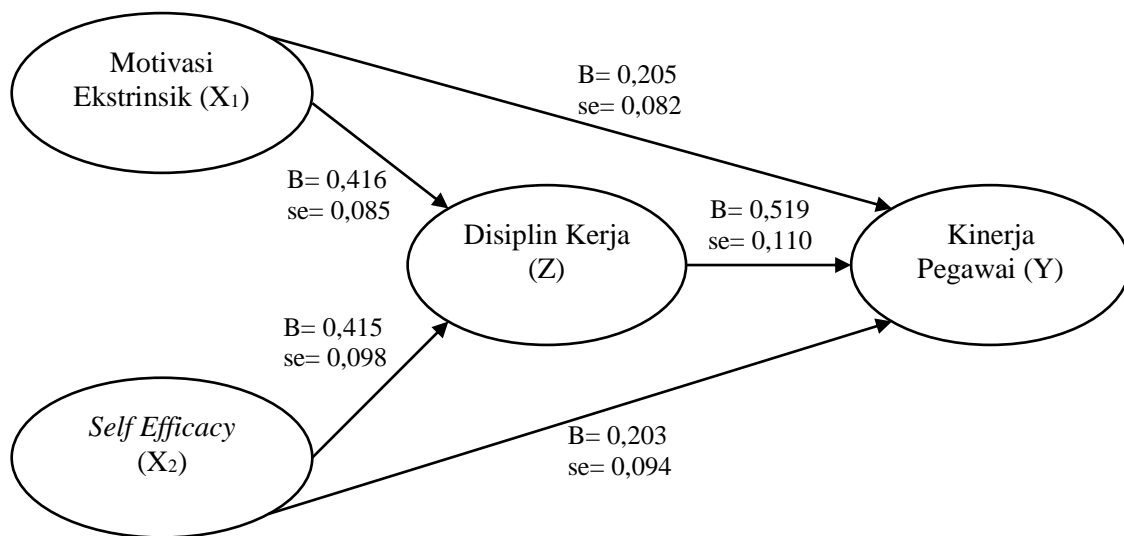 Motivasi
Ekstrinsik (X₁)
B= 0,205
se= 0,082
B= 0,416
se= 0,085
Disiplin Kerja
(Z)
B= 0,519
se= 0,110
Kinerja
Pegawai (Y)
B= 0,415
se= 0,098
Self Efficacy
(X₂)
B= 0,203
se= 0,094